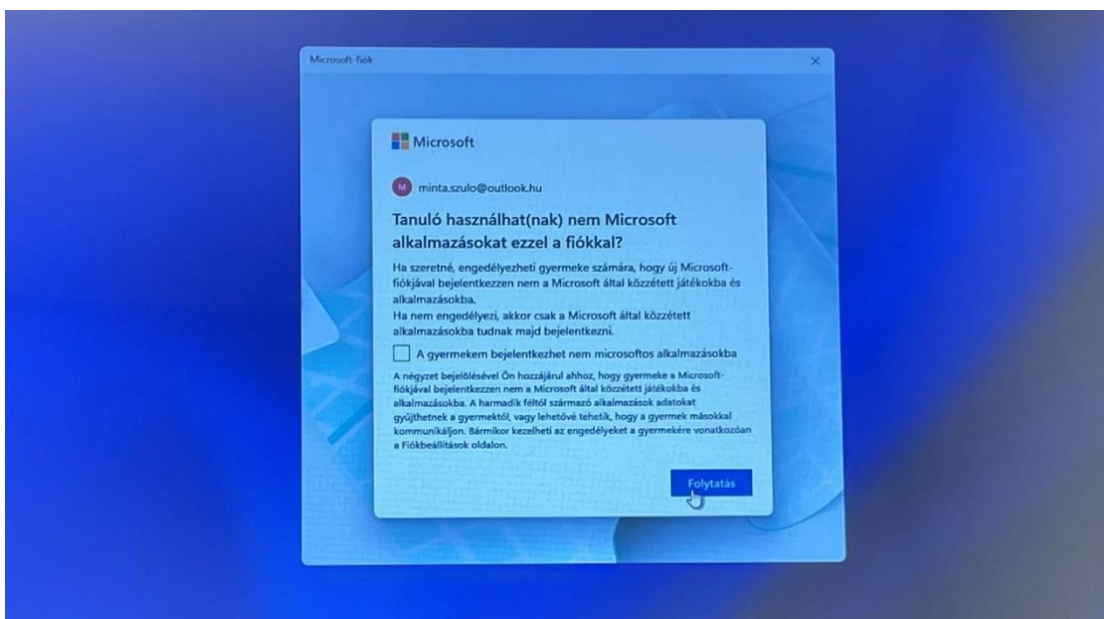 Microsoft-fiók
Microsoft
M minta.szulo@outlook.hu
Tanuló használhat(nak) nem Microsoft
alkalmazásokat ezzel a fiókkal?
Ha szeretné, engedélyezheti gyermeke számára, hogy új Microsoft-
fiókjával bejelentkezzen nem a Microsoft által közzétett játékokba és
alkalmazásokba.
Ha nem engedélyezi, akkor csak a Microsoft által közzétett
alkalmazásokba tudnak majd bejelentkezni.
A gyermekem bejelentkezhet nem microsoftos alkalmazásokba
A négyzet bejelölésével Ön hozzájárul ahhoz, hogy gyermeke a Microsoft-
fiókjával bejelentkezzen nem a Microsoft által közzétett játékokba és
alkalmazásokba. A harmadik féltől származó alkalmazások adatokat
gyűjthetnek a gyermektől, vagy lehetővé tehetik, hogy a gyermek másokkal
kommunikáljon. Bármikor kezelheti az engedélyeket a gyermekére vonatkozóan
a Fiókbeállítások oldalon.
Folytatás